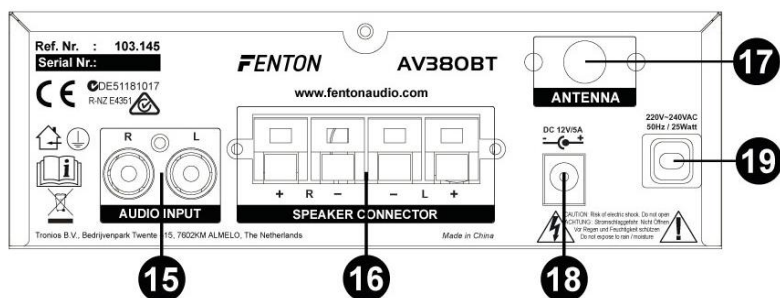 Ref. Nr. : 103.145
Serial Nr.:
FENTON
AV380BT
www.fentonaudio.com
CE
DE51181017
R-NZ E4351
R L
AUDIO INPUT
+ R - - L +
SPEAKER CONNECTOR
ANTENNA
DC 12V/5A
- +
220V~240VAC
50Hz / 25Watt
CAUTION: Risk of electric shock. Do not open
ACHTUNG: Stromschlaggefahr. Nicht Öffnen
Vor Regen und Feuchtigkeit schützen
Do not expose to rain / moisture
Tronios B.V., Bedrijvenpark Twente 415, 7602KM ALMELO, The Netherlands
Made in China
15
16
17
18
19